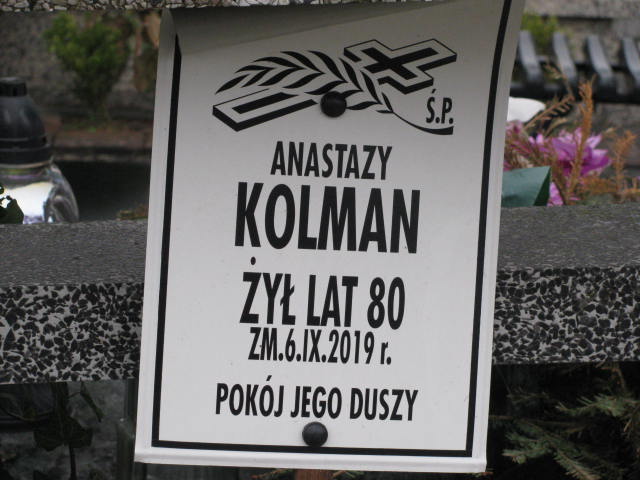 Ś.P.
ANASTAZY
KOLMAN
ŻYŁ LAT 80
ZM.6.IX.2019 r.
POKÓJ JEGO DUSZY